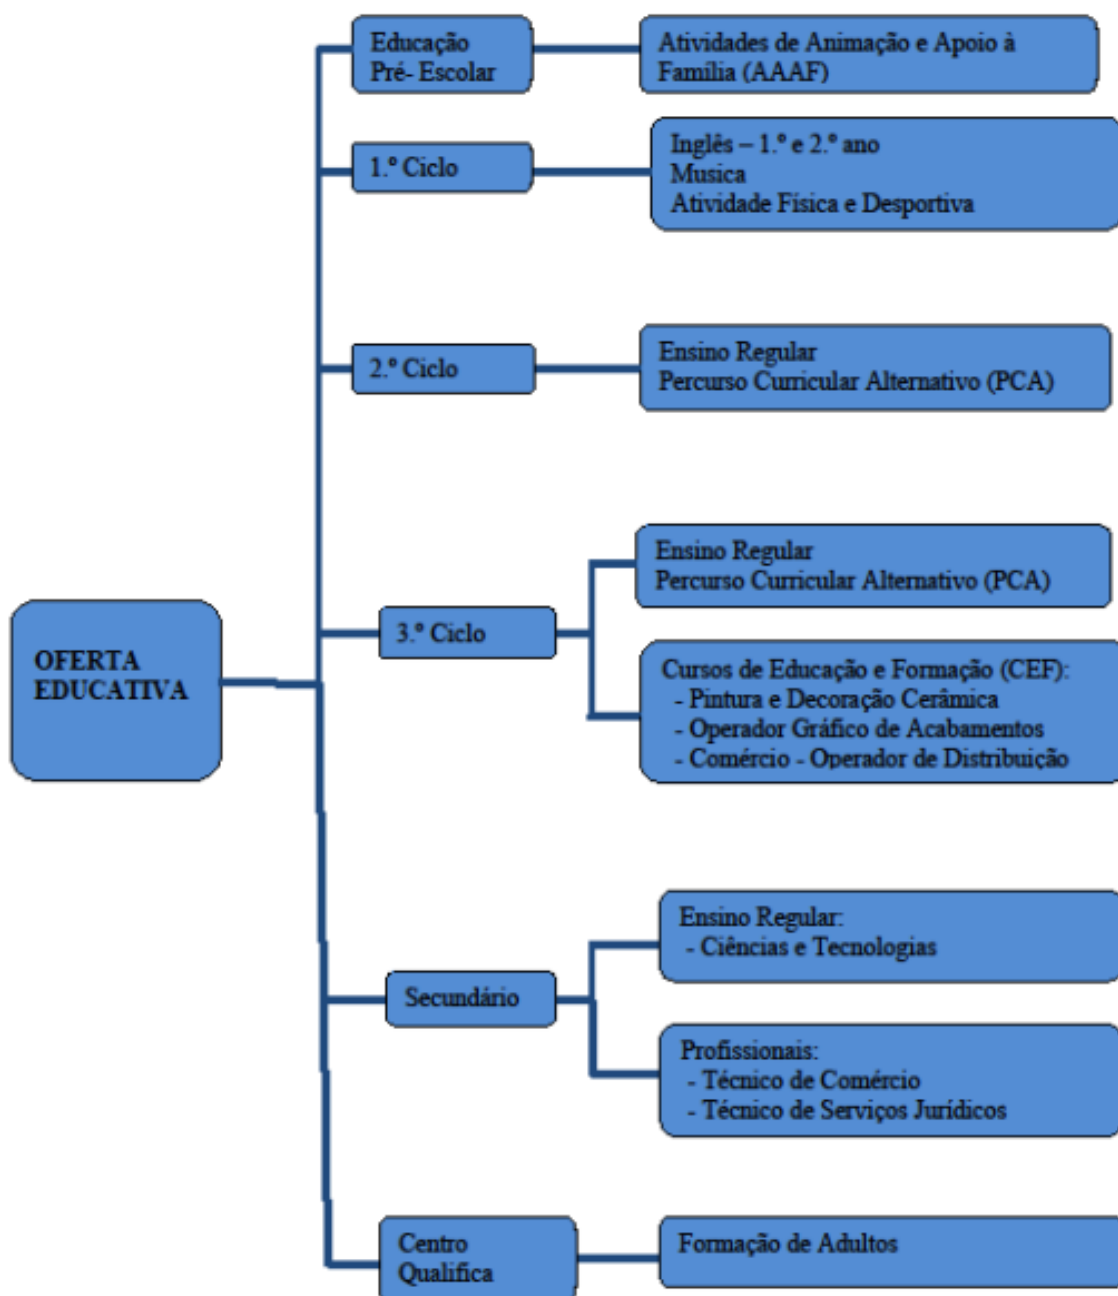 Educação
Pré- Escolar
Atividades de Animação e Apoio à
Família (AAAF)
1.º Ciclo
Inglês – 1.º e 2.º ano
Musica
Atividade Física e Desportiva
2.º Ciclo
Ensino Regular
Percurso Curricular Alternativo (PCA)
OFERTA
EDUCATIVA
3.º Ciclo
Ensino Regular
Percurso Curricular Alternativo (PCA)
Cursos de Educação e Formação (CEF):
- Pintura e Decoração Cerâmica
- Operador Gráfico de Acabamentos
- Comércio - Operador de Distribuição
Secundário
Ensino Regular:
- Ciências e Tecnologias
Profissionais:
- Técnico de Comércio
- Técnico de Serviços Jurídicos
Centro
Qualifica
Formação de Adultos